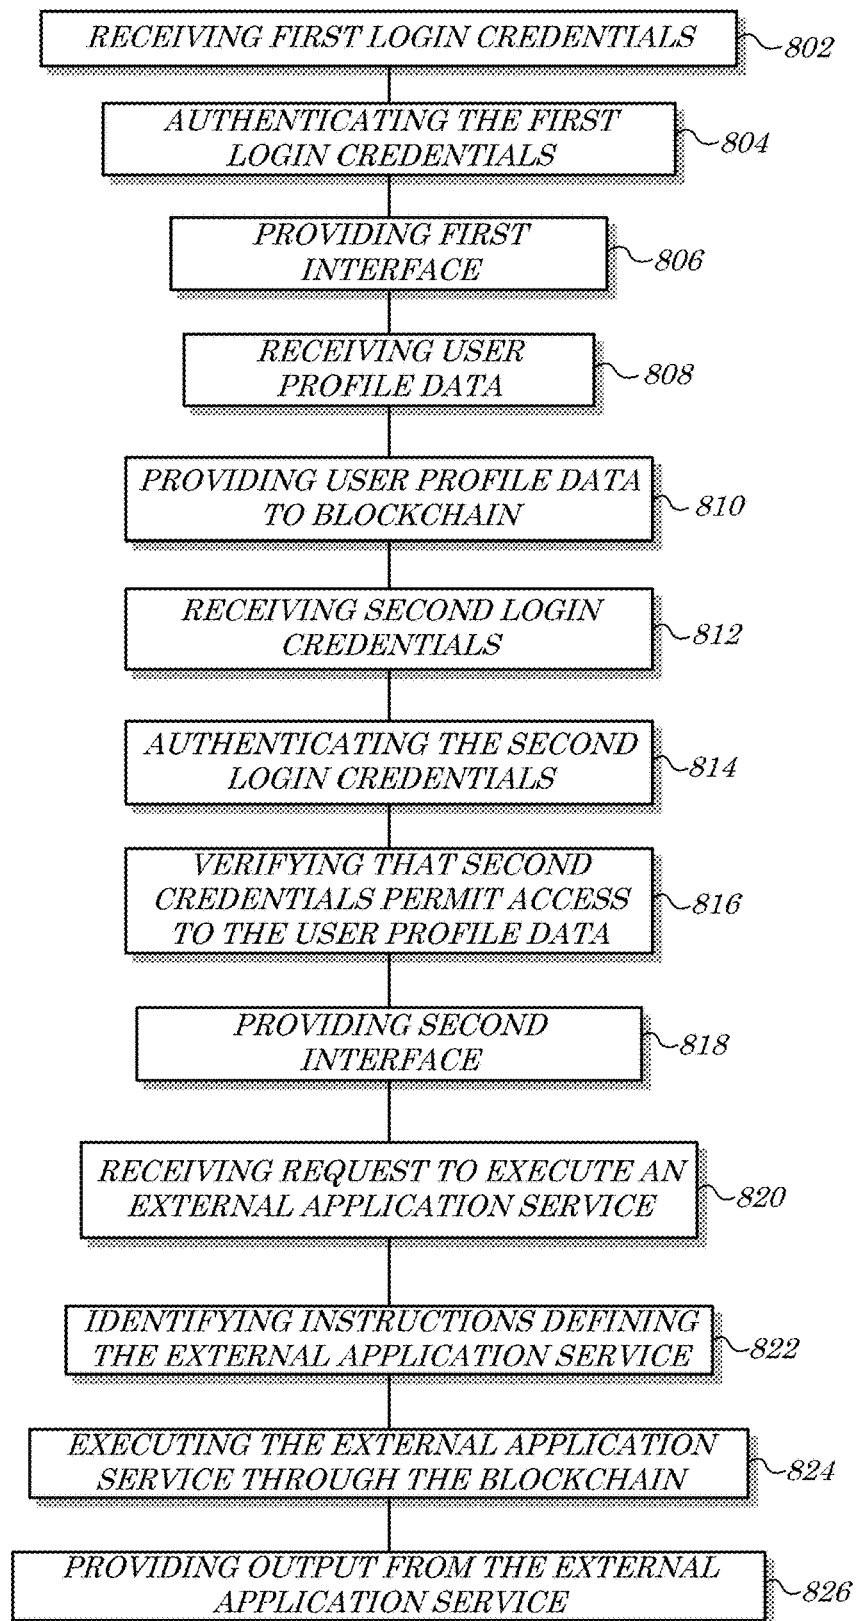 RECEIVING FIRST LOGIN CREDENTIALS
802
AUTHENTICATING THE FIRST
LOGIN CREDENTIALS
804
PROVIDING FIRST
INTERFACE
806
RECEIVING USER
PROFILE DATA
808
PROVIDING USER PROFILE DATA
TO BLOCKCHAIN
810
RECEIVING SECOND LOGIN
CREDENTIALS
812
AUTHENTICATING THE SECOND
LOGIN CREDENTIALS
814
VERIFYING THAT SECOND
CREDENTIALS PERMIT ACCESS
TO THE USER PROFILE DATA
816
PROVIDING SECOND
INTERFACE
818
RECEIVING REQUEST TO EXECUTE AN
EXTERNAL APPLICATION SERVICE
820
IDENTIFYING INSTRUCTIONS DEFINING
THE EXTERNAL APPLICATION SERVICE
822
EXECUTING THE EXTERNAL APPLICATION
SERVICE THROUGH THE BLOCKCHAIN
824
PROVIDING OUTPUT FROM THE EXTERNAL
APPLICATION SERVICE
826